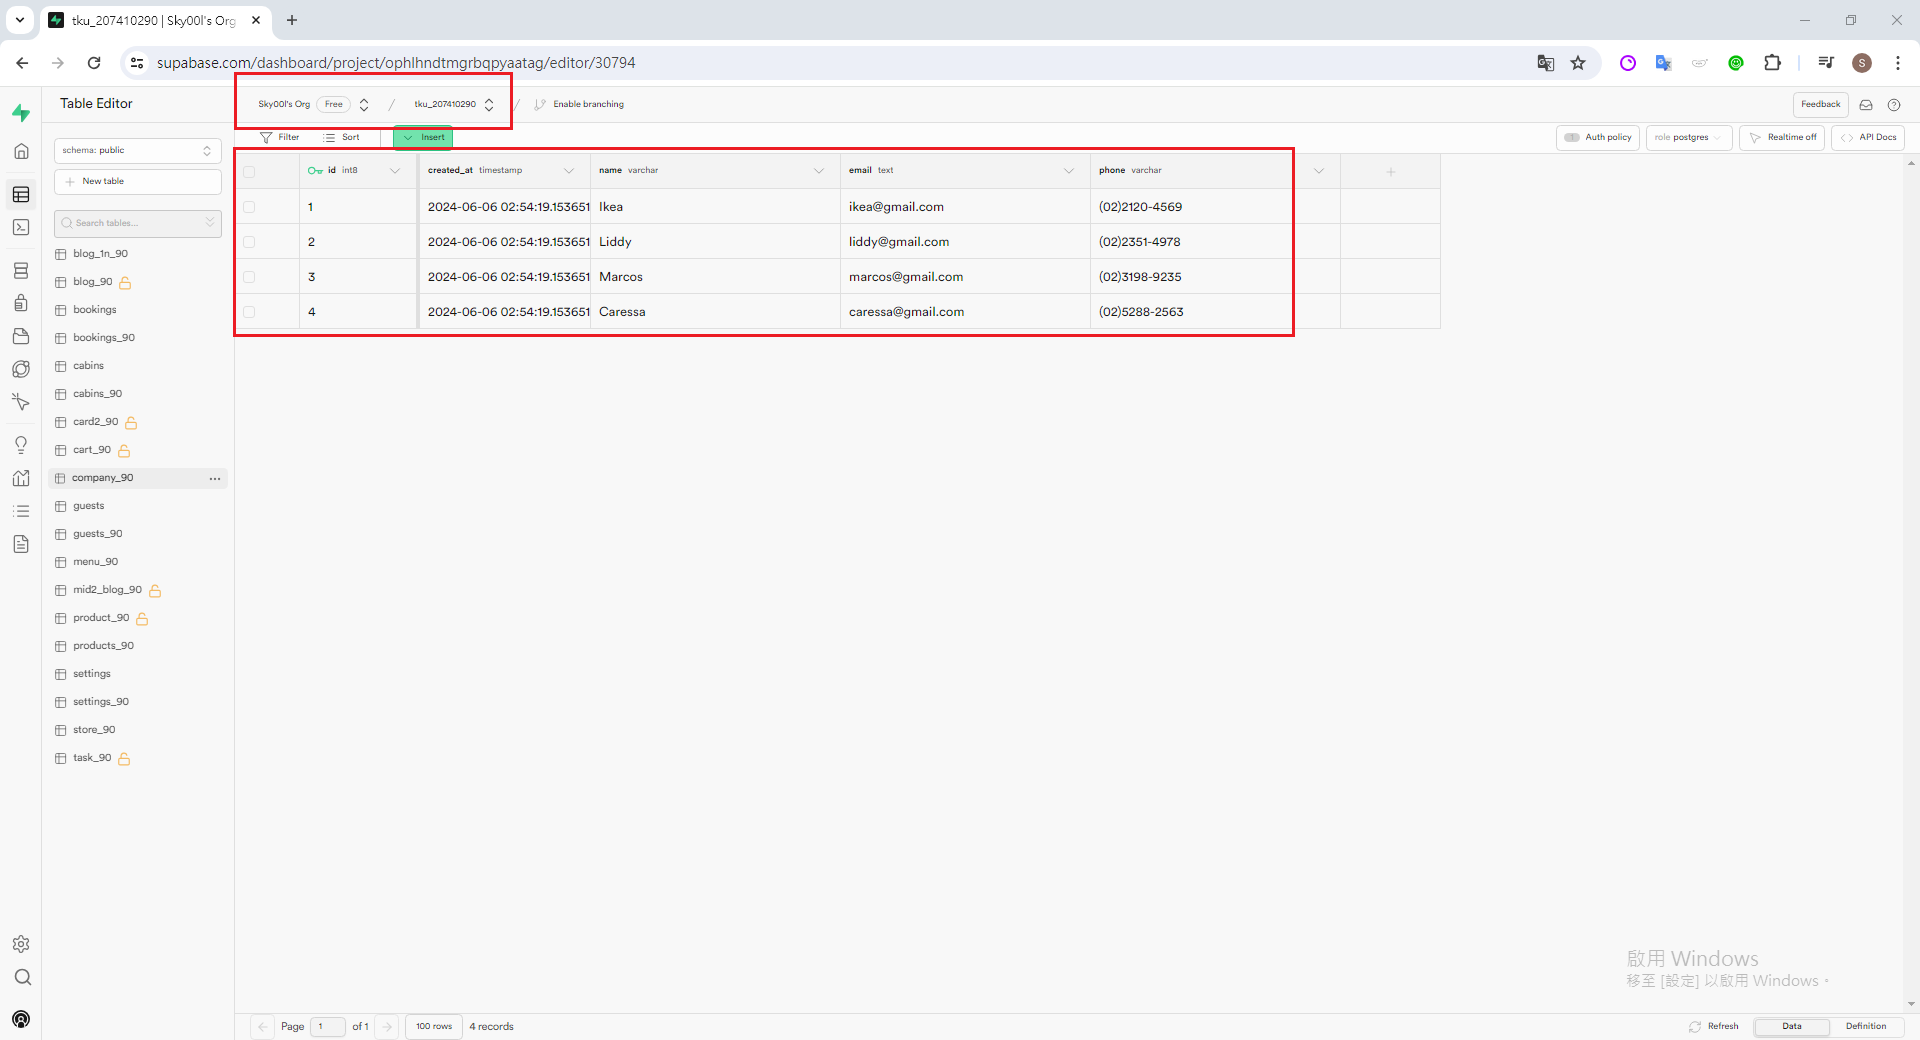 tku_207410290 | Sky00l's Org
supabase.com/dashboard/project/ophlhndtmgrbqpyaatag/editor/30794
S
Table Editor
Sky00l's Org Free / tku_207410290 / Enable branching
Feedback
Filter Sort Insert
Auth policy role postgres Realtime off API Docs
schema: public
New table
Search tables...
blog_1n_90
blog_90
bookings
bookings_90
cabins
cabins_90
card2_90
cart_90
company_90
guests
guests_90
menu_90
mid2_blog_90
product_90
products_90
settings
settings_90
store_90
task_90
id int8 created_at timestamp name varchar email text phone varchar
1 2024-06-06 02:54:19.153651 Ikea ikea@gmail.com (02)2120-4569
2 2024-06-06 02:54:19.153651 Liddy liddy@gmail.com (02)2351-4978
3 2024-06-06 02:54:19.153651 Marcos marcos@gmail.com (02)3198-9235
4 2024-06-06 02:54:19.153651 Caressa caressa@gmail.com (02)5288-2563
啟用 Windows
移至 [設定] 以啟用 Windows。
Page 1 of 1 100 rows 4 records
Refresh Data Definition